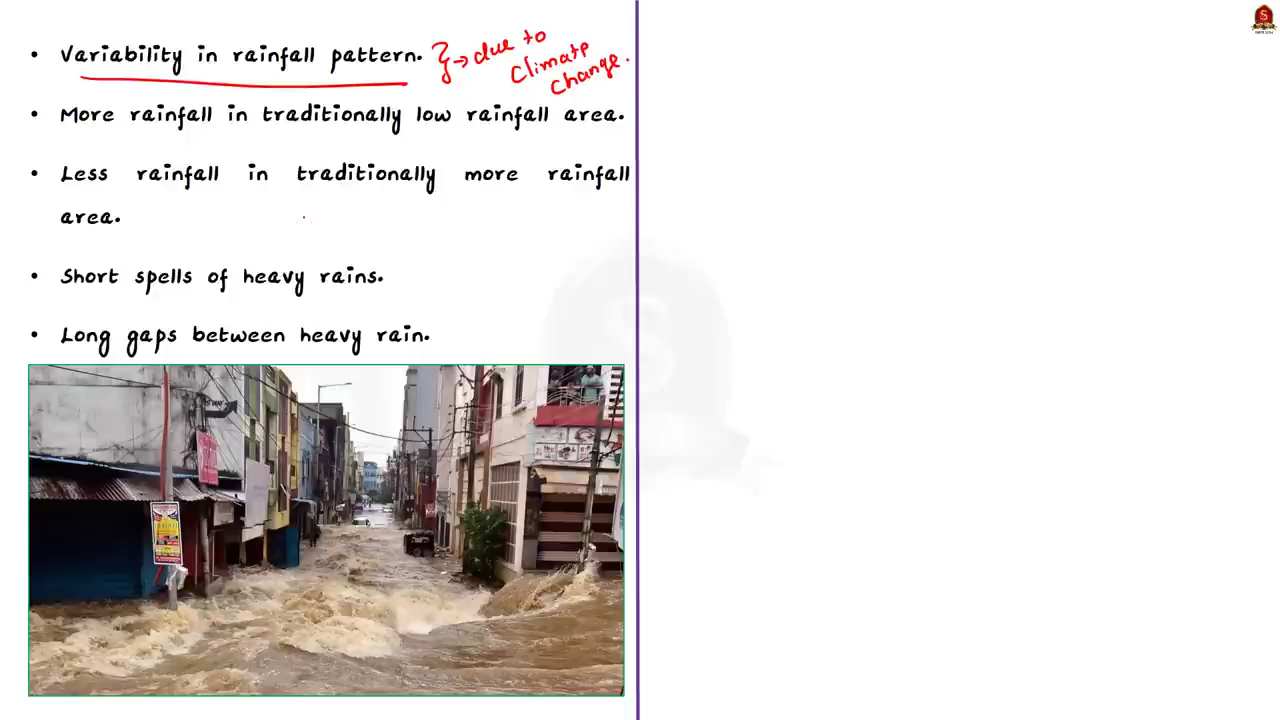 • Variability in rainfall pattern. } → due to
Climate
Change.
• More rainfall in traditionally low rainfall area.
• Less rainfall in traditionally more rainfall
area.
• Short spells of heavy rains.
• Long gaps between heavy rain.